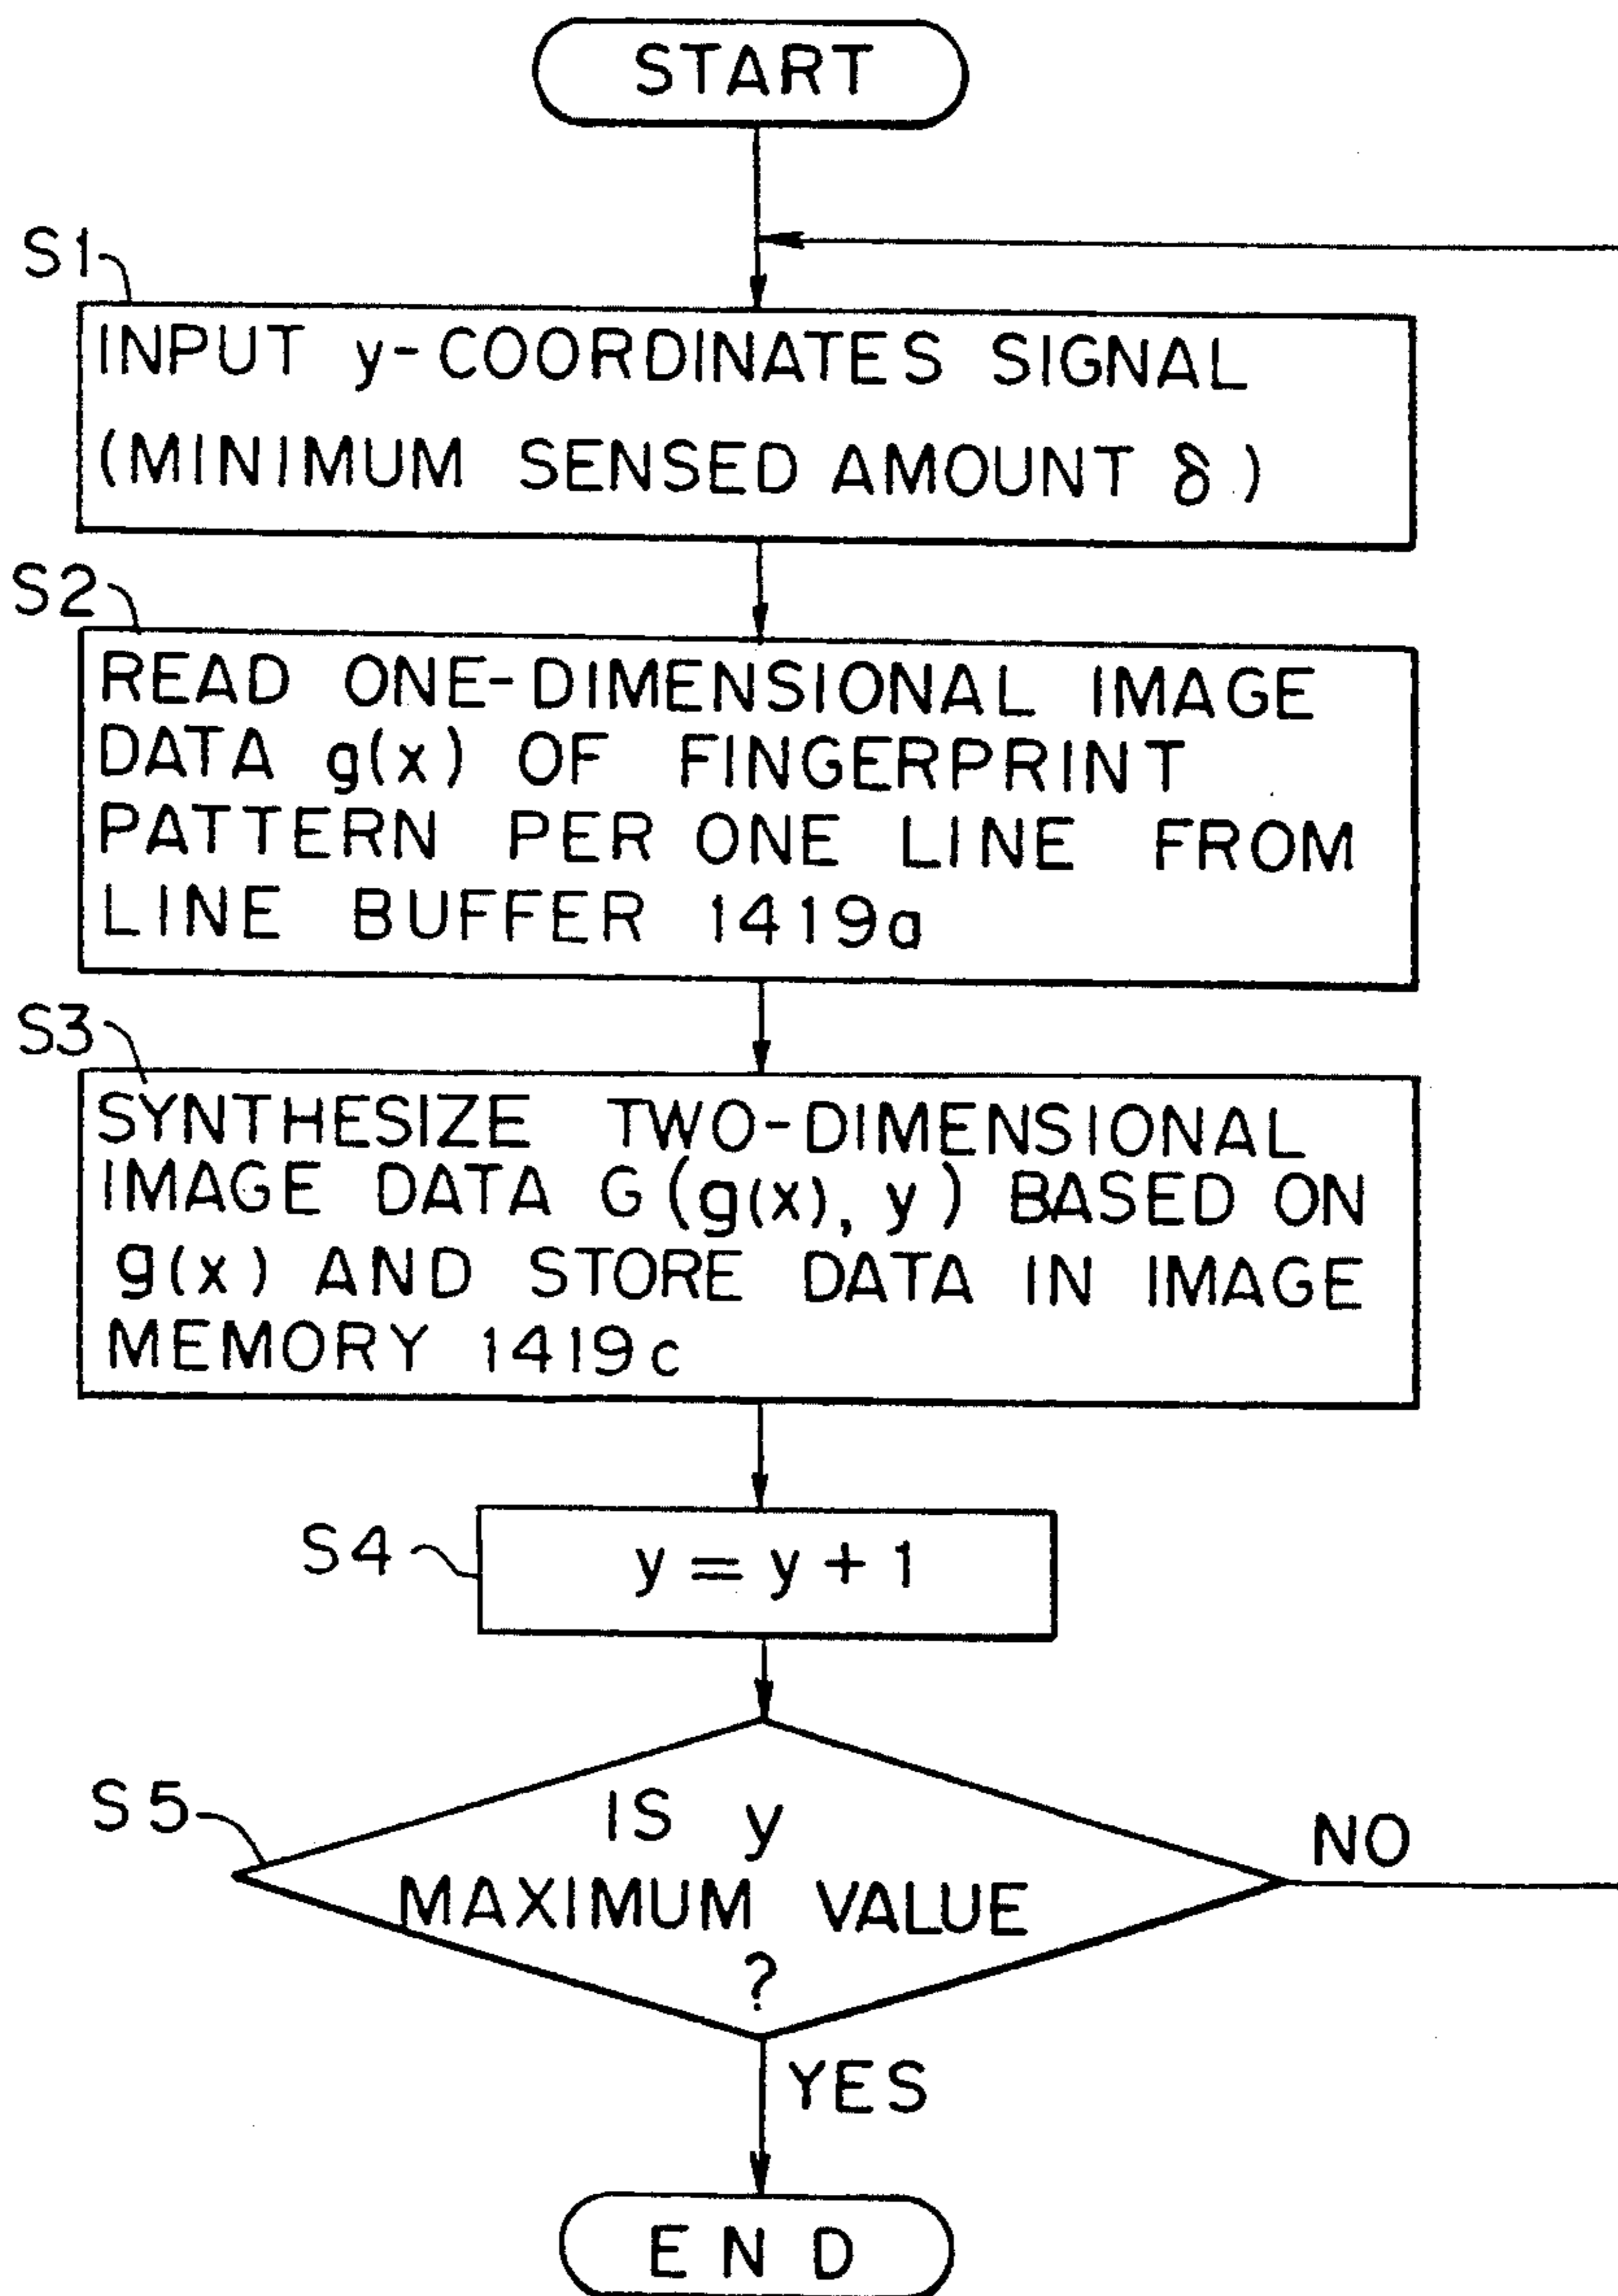 START
S1
INPUT y-COORDINATES SIGNAL
(MINIMUM SENSED AMOUNT δ)
S2
READ ONE-DIMENSIONAL IMAGE
DATA g(x) OF FINGERPRINT
PATTERN PER ONE LINE FROM
LINE BUFFER 1419a
S3
SYNTHESIZE TWO-DIMENSIONAL
IMAGE DATA G(g(x), y) BASED ON
g(x) AND STORE DATA IN IMAGE
MEMORY 1419c
S4
y = y + 1
S5
IS y
MAXIMUM VALUE
?
NO
YES
END